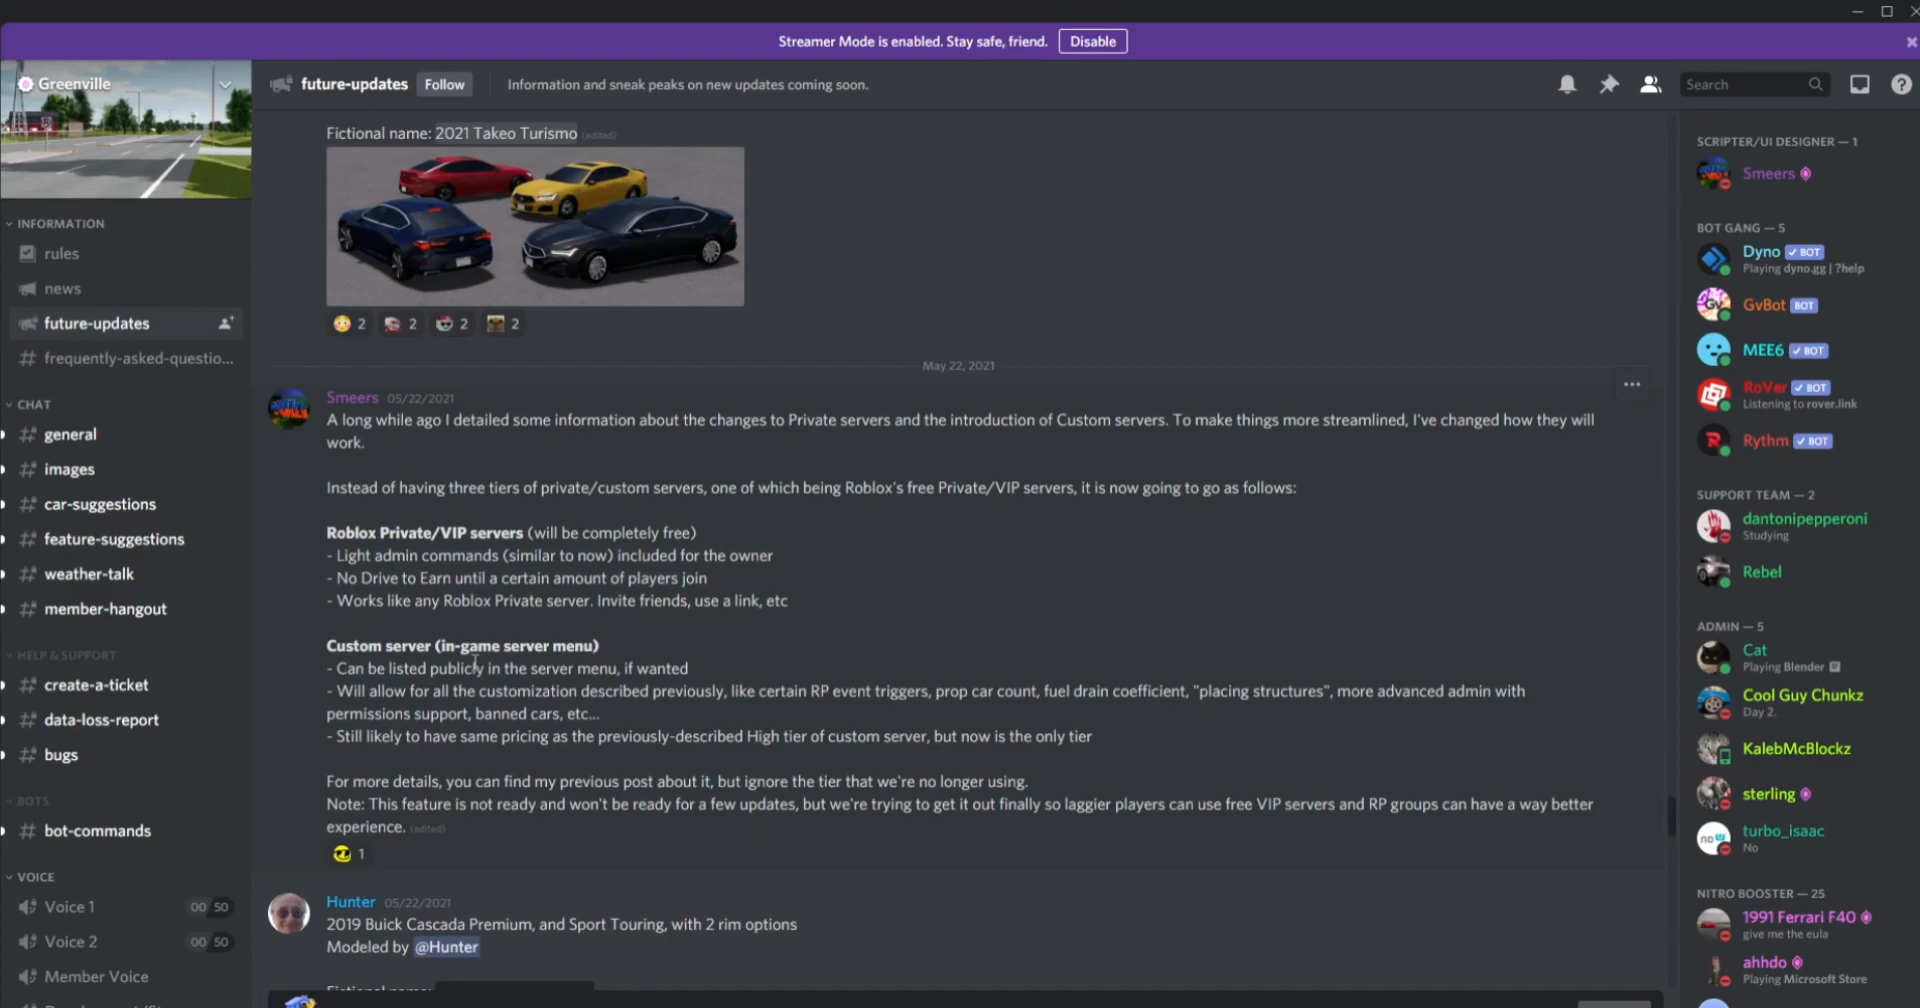 Streamer Mode is enabled. Stay safe, friend. Disable
Greenville
future-updates Follow Information and sneak peaks on new updates coming soon. Search
INFORMATION
rules
news
future-updates
frequently-asked-questio...
CHAT
general
images
car-suggestions
feature-suggestions
weather-talk
member-hangout
HELP & SUPPORT
create-a-ticket
data-loss-report
bugs
BOTS
bot-commands
VOICE
Voice 1 00 50
Voice 2 00 50
Member Voice
Fictional name: 2021 Takeo Turismo (edited)
2 2 2 2
May 22, 2021
Smeers 05/22/2021
A long while ago I detailed some information about the changes to Private servers and the introduction of Custom servers. To make things more streamlined, I've changed how they will
work.
Instead of having three tiers of private/custom servers, one of which being Roblox's free Private/VIP servers, it is now going to go as follows:
Roblox Private/VIP servers (will be completely free)
- Light admin commands (similar to now) included for the owner
- No Drive to Earn until a certain amount of players join
- Works like any Roblox Private server. Invite friends, use a link, etc
Custom server (in-game server menu)
- Can be listed publicly in the server menu, if wanted
- Will allow for all the customization described previously, like certain RP event triggers, prop car count, fuel drain coefficient, "placing structures", more advanced admin with
permissions support, banned cars, etc...
- Still likely to have same pricing as the previously-described High tier of custom server, but now is the only tier
For more details, you can find my previous post about it, but ignore the tier that we're no longer using.
Note: This feature is not ready and won't be ready for a few updates, but we're trying to get it out finally so laggier players can use free VIP servers and RP groups can have a way better
experience. (edited)
1
Hunter 05/22/2021
2019 Buick Cascada Premium, and Sport Touring, with 2 rim options
Modeled by @Hunter
SCRIPTER/UI DESIGNER — 1
Smeers
BOT GANG — 5
Dyno BOT
Playing dyno.gg | ?help
GvBot BOT
MEE6 BOT
RoVer BOT
Listening to rover.link
Rythm BOT
SUPPORT TEAM — 2
dantonipepperoni
Studying
Rebel
ADMIN — 5
Cat
Playing Blender
Cool Guy Chunkz
Day 2.
KalebMcBlockz
sterling
turbo_isaac
No
NITRO BOOSTER — 25
1991 Ferrari F40
give me the eula
ahhdo
Playing Microsoft Store